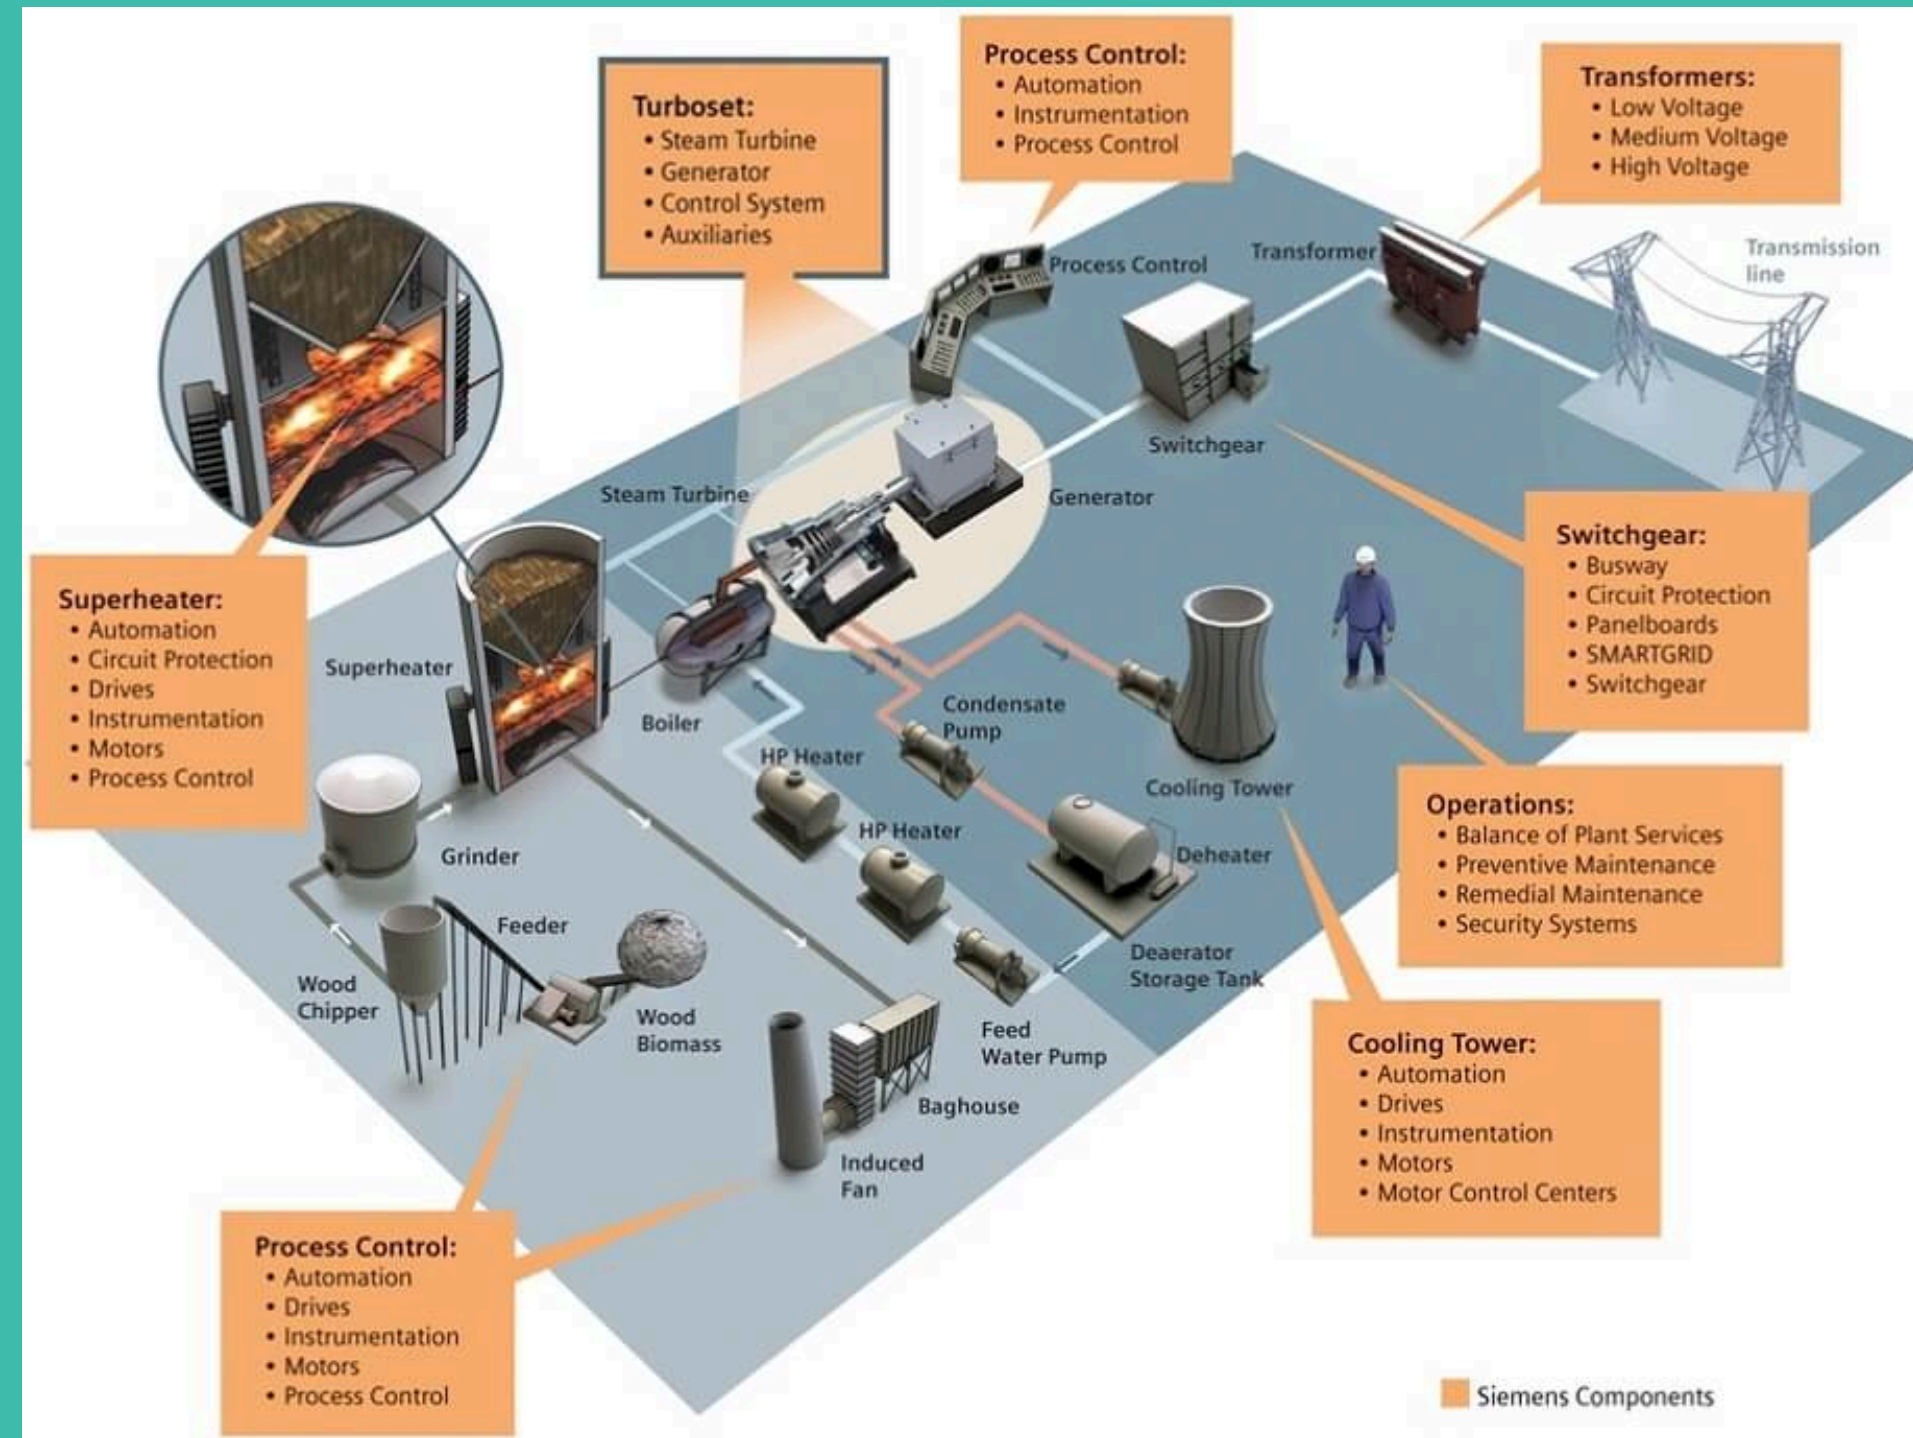 Process Control:
• Automation
• Instrumentation
• Process Control
Transformers:
• Low Voltage
• Medium Voltage
• High Voltage
Turboset:
• Steam Turbine
• Generator
• Control System
• Auxiliaries
Process Control
Transformer
Transmission
line
Switchgear
Steam Turbine
Generator
Switchgear:
• Busway
• Circuit Protection
• Panelboards
• SMARTGRID
• Switchgear
Superheater:
• Automation
• Circuit Protection
• Drives
• Instrumentation
• Motors
• Process Control
Superheater
Boiler
Condensate
Pump
HP Heater
Cooling Tower
HP Heater
Deheater
Grinder
Operations:
• Balance of Plant Services
• Preventive Maintenance
• Remedial Maintenance
• Security Systems
Feeder
Wood
Chipper
Wood
Biomass
Deaerator
Storage Tank
Feed
Water Pump
Baghouse
Induced
Fan
Cooling Tower:
• Automation
• Drives
• Instrumentation
• Motors
• Motor Control Centers
Process Control:
• Automation
• Drives
• Instrumentation
• Motors
• Process Control
Siemens Components